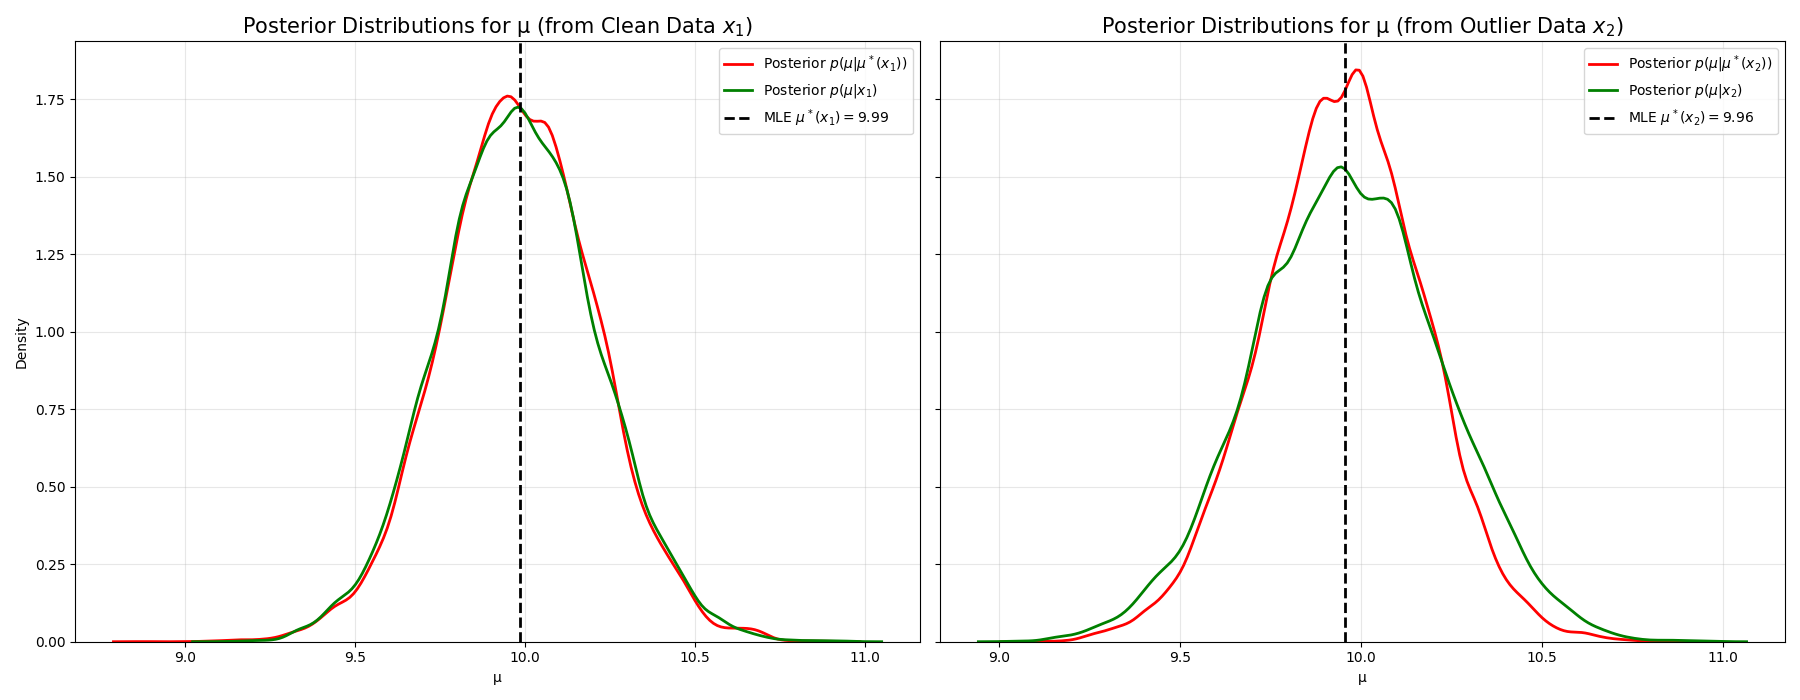 Posterior Distributions for μ (from Clean Data x₁)
Posterior p(μ|μ*(x₁))
Posterior p(μ|x₁)
MLE μ*(x₁) = 9.99
Density
1.75
1.50
1.25
1.00
0.75
0.50
0.25
0.00
9.0 9.5 10.0 10.5 11.0
μ
Posterior Distributions for μ (from Outlier Data x₂)
Posterior p(μ|μ*(x₂))
Posterior p(μ|x₂)
MLE μ*(x₂) = 9.96
9.0 9.5 10.0 10.5 11.0
μ